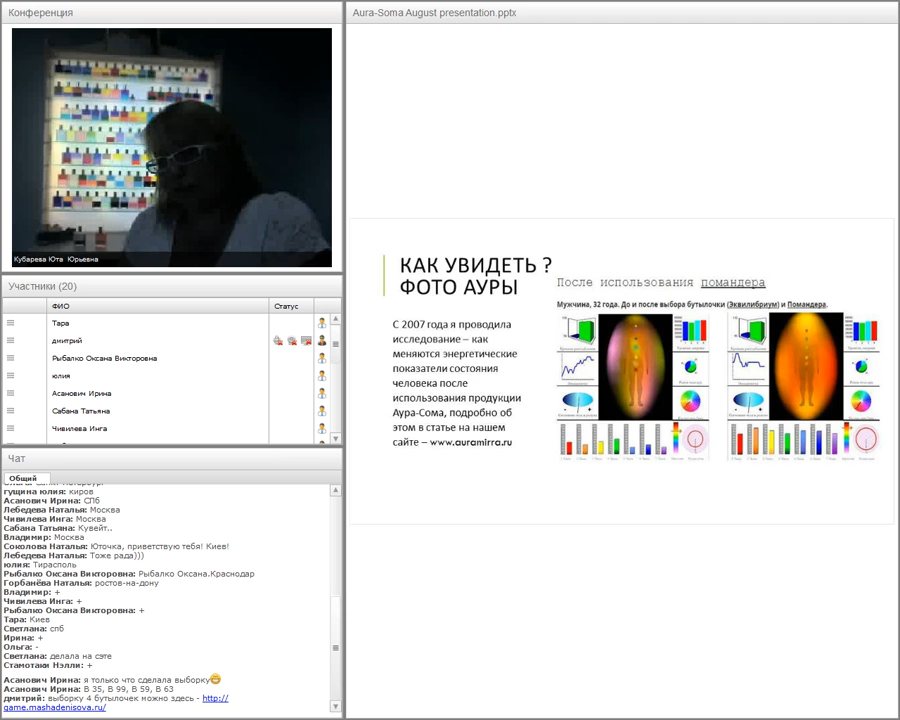 Конференция
Кубарева Юта Юрьевна
Участники (20)
ФИО Статус
Тара
дмитрий
Рыбалко Оксана Викторовна
юлия
Асанович Ирина
Сабана Татьяна
Чивилева Инга
Чат
Общий
гущина юлия: киров
Асанович Ирина: СПб
Лебедева Наталья: Москва
Чивилева Инга: Москва
Сабана Татьяна: Кувейт..
Владимир: Москва
Соколова Наталья: Юточка, приветствую тебя! Киев!
Лебедева Наталья: Тоже рада)))
юлия: Тирасполь
Рыбалко Оксана Викторовна: Рыбалко Оксана.Краснодар
Горбанёва Наталья: ростов-на-дону
Владимир: +
Чивилева Инга: +
Рыбалко Оксана Викторовна: +
Тара: Киев
Светлана: спб
Ирина: +
Ольга: -
Светлана: делала на сэте
Стамотаки Нэлли: +
Асанович Ирина: я только что сделала выборку
Асанович Ирина: В 35, В 99, В 59, В 63
дмитрий: выборку 4 бутылочек можно здесь - http://
game.mashadenisova.ru/
Aura-Soma August presentation.pptx
КАК УВИДЕТЬ ?
ФОТО АУРЫ
После использования помандера
Мужчина, 32 года. До и после выбора бутылочки (Эквилибриум) и Помандера.
С 2007 года я проводила
исследование – как
меняются энергетические
показатели состояния
человека после
использования продукции
Аура-Сома, подробно об
этом в статье на нашем
сайте – www.auramirra.ru